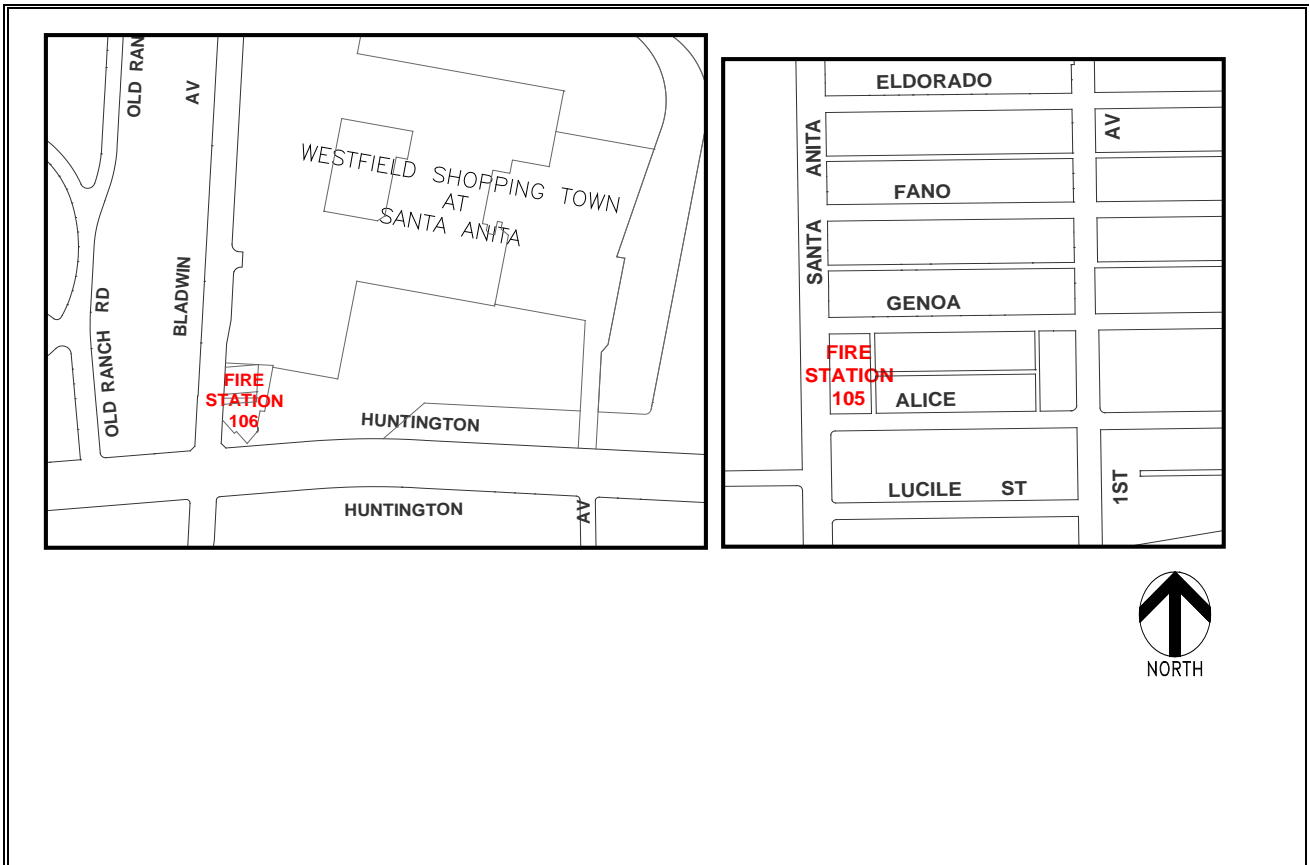 OLD RAN
AV
WESTFIELD SHOPPING TOWN
AT
SANTA ANITA
BLADWIN
OLD RANCH RD
FIRE
STATION
106
HUNTINGTON
HUNTINGTON
AV
ELDORADO
SANTA ANITA
AV
FANO
GENOA
FIRE
STATION
105
ALICE
LUCILE ST
1ST
NORTH